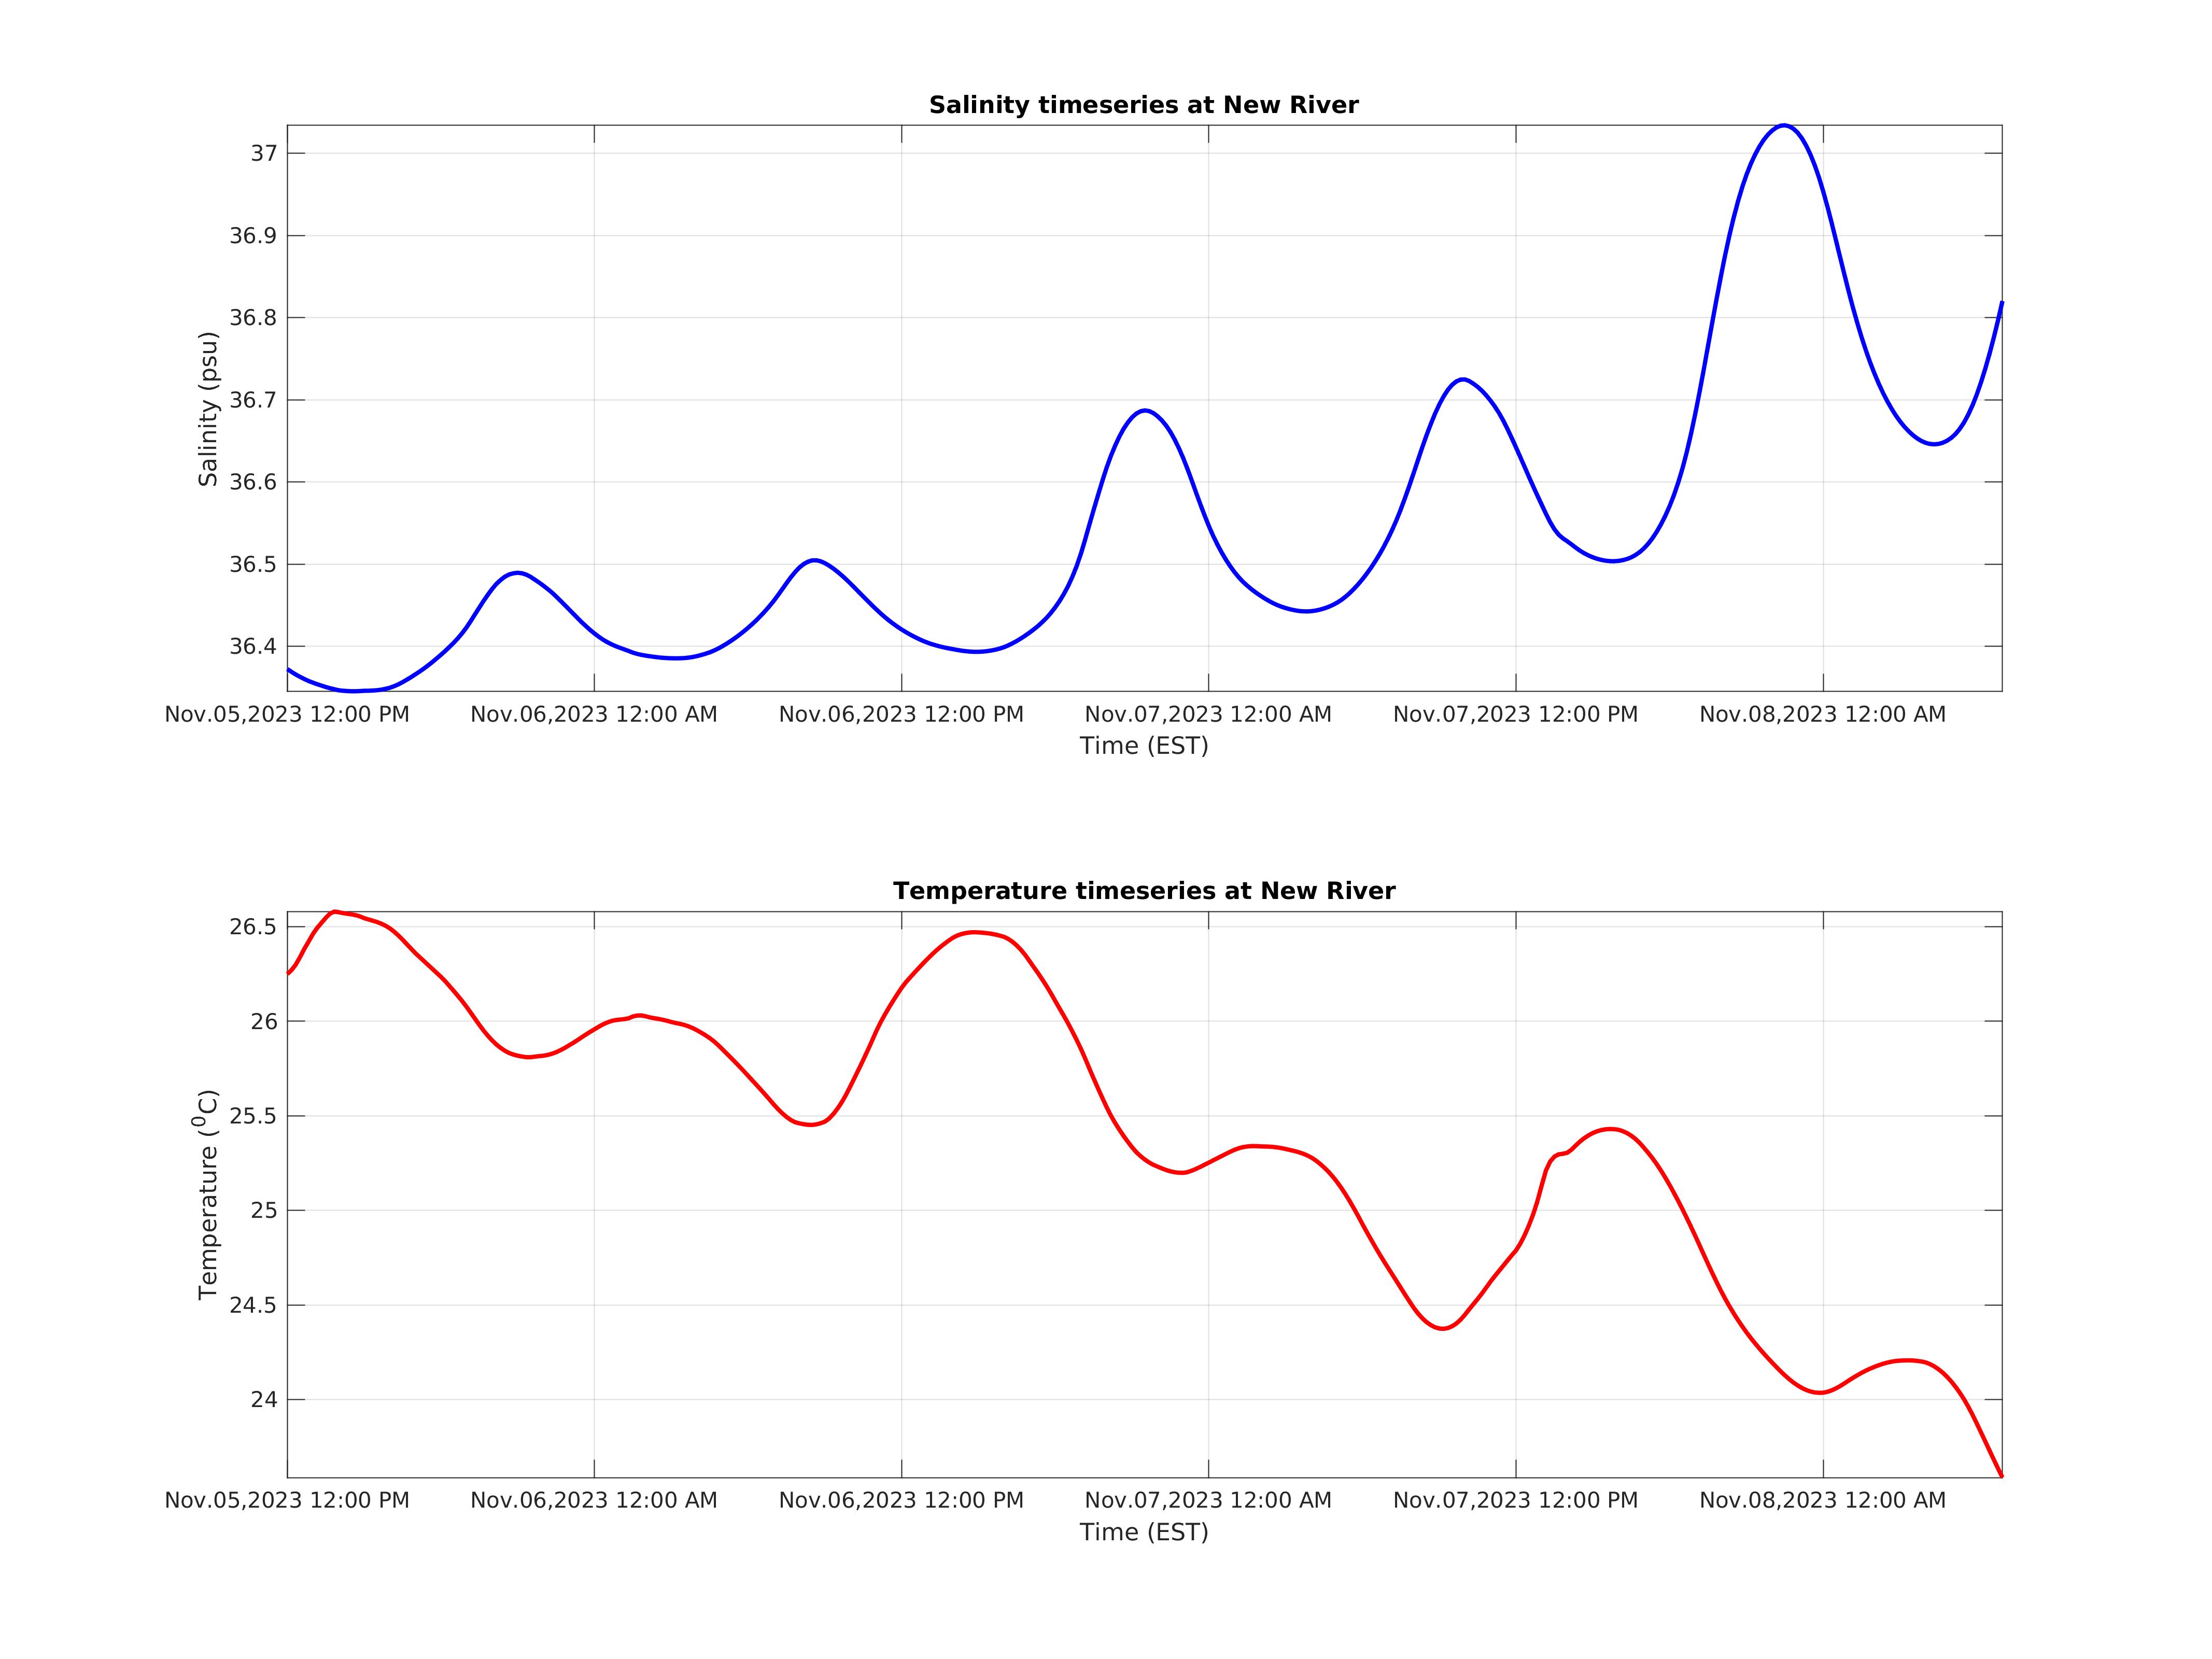 Salinity timeseries at New River
37
36.9
36.8
36.7
36.6
36.5
36.4
Salinity (psu)
Nov.05,2023 12:00 PM Nov.06,2023 12:00 AM Nov.06,2023 12:00 PM Nov.07,2023 12:00 AM Nov.07,2023 12:00 PM Nov.08,2023 12:00 AM
Time (EST)
Temperature timeseries at New River
26.5
26
25.5
25
24.5
24
Temperature (⁰C)
Nov.05,2023 12:00 PM Nov.06,2023 12:00 AM Nov.06,2023 12:00 PM Nov.07,2023 12:00 AM Nov.07,2023 12:00 PM Nov.08,2023 12:00 AM
Time (EST)